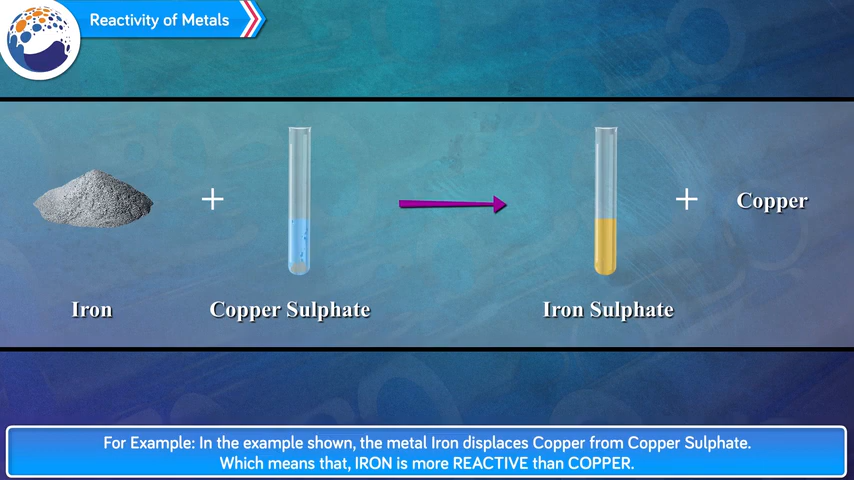 Reactivity of Metals
+
+
Copper
Iron
Copper Sulphate
Iron Sulphate
For Example: In the example shown, the metal Iron displaces Copper from Copper Sulphate.
Which means that, IRON is more REACTIVE than COPPER.